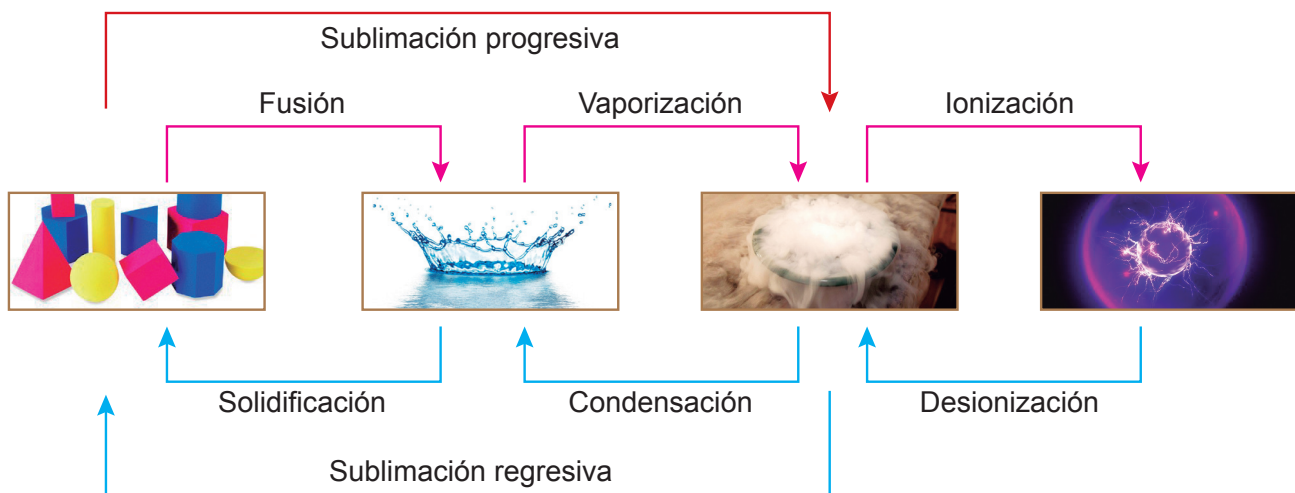 Sublimación progresiva
Fusión
Vaporización
Ionización
Solidificación
Condensación
Desionización
Sublimación regresiva